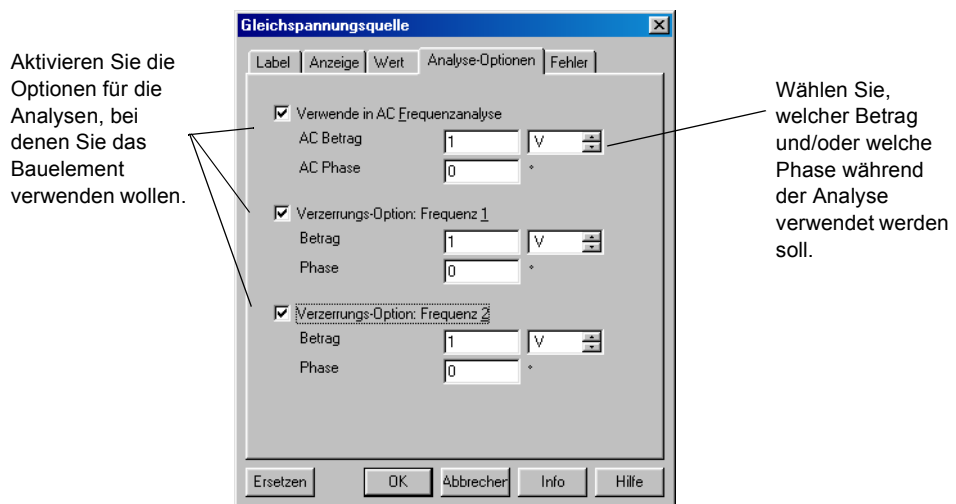 Gleichspannungsquelle
Label Anzeige Wert Analyse-Optionen Fehler
Aktivieren Sie die
Optionen für die
Analysen, bei
denen Sie das
Bauelement
verwenden wollen.
Verwende in AC Frequenzanalyse
AC Betrag 1 V
AC Phase 0 °
Verzerrungs-Option: Frequenz 1
Betrag 1 V
Phase 0 °
Verzerrungs-Option: Frequenz 2
Betrag 1 V
Phase 0 °
Wählen Sie,
welcher Betrag
und/oder welche
Phase während
der Analyse
verwendet werden
soll.
Ersetzen OK Abbrechen Info Hilfe